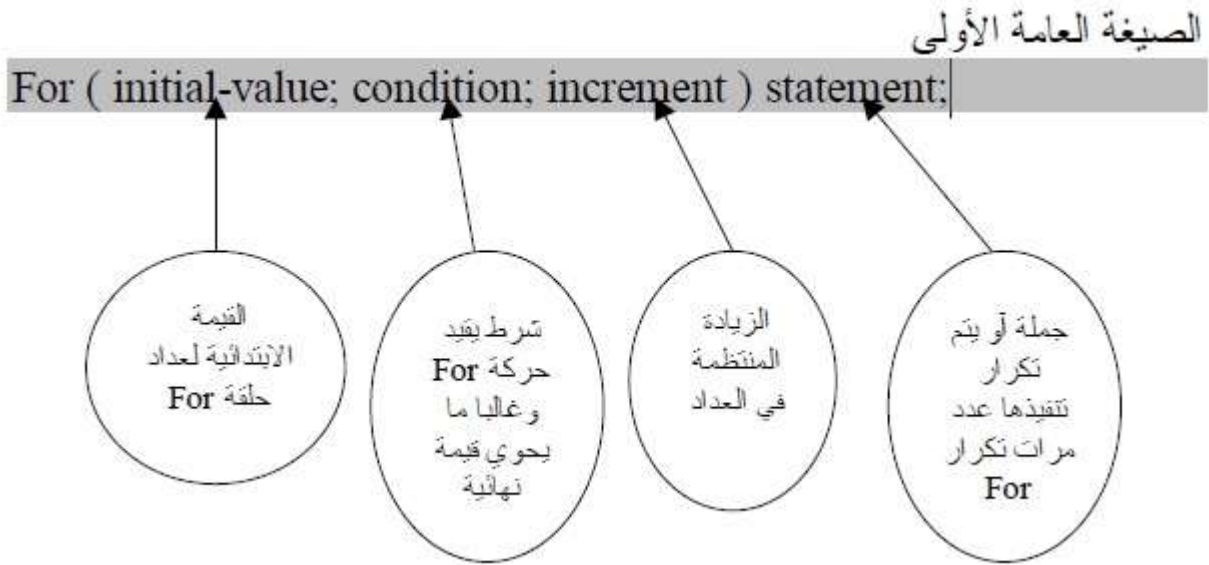 الصيغة العامة الأولى
For ( initial-value; condition; increment ) statement;
القيمة
الابتدائية لعداد
حلقة For
شرط يقيد
حركة For
وغالبا ما
يحوي قيمة
نهائية
الزيادة
المنتظمة
في العداد
جملة أو يتم
تكرار
تنفيذها عدد
مرات تكرار
For